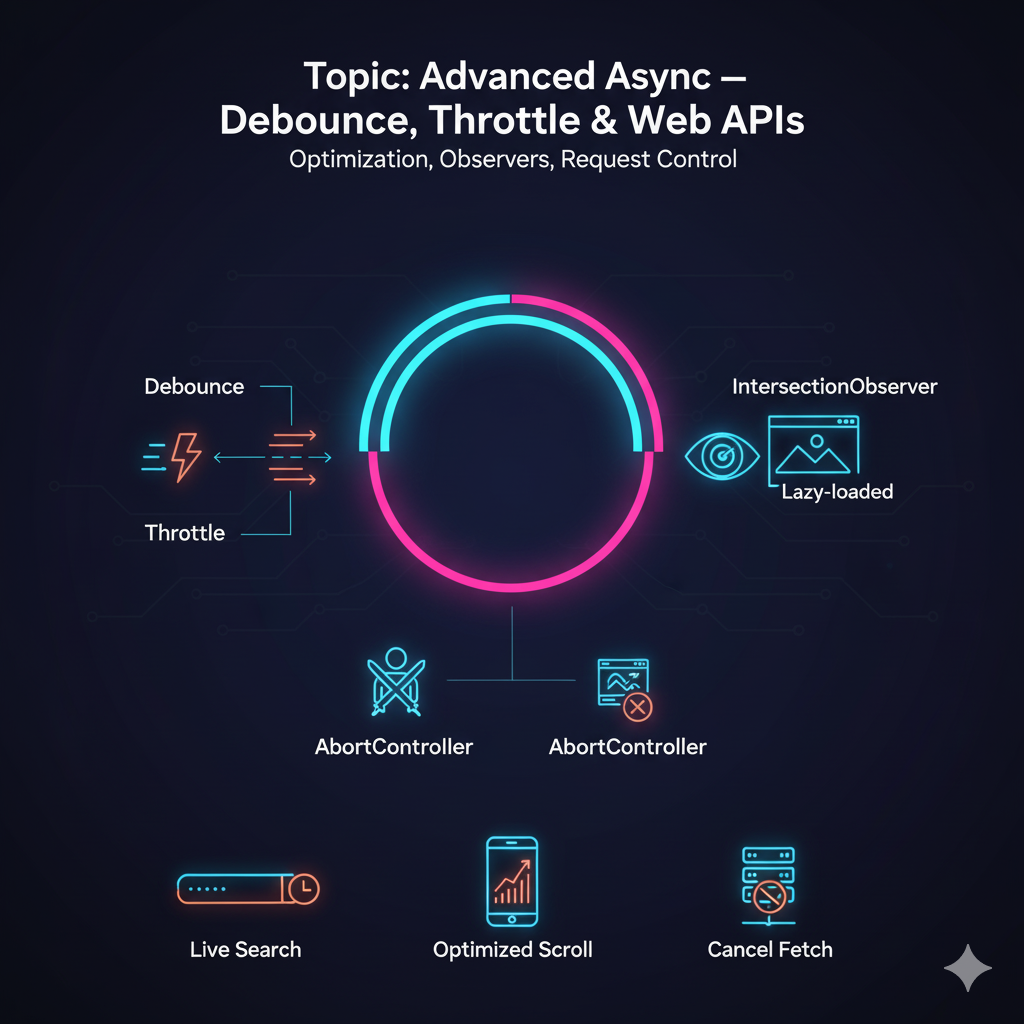 Topic: Advanced Async —
Debounce, Throttle & Web APIs
Optimization, Observers, Request Control
Debounce
IntersectionObserver
Lazy-loaded
Throttle
AbortController
AbortController
Live Search
Optimized Scroll
Cancel Fetch